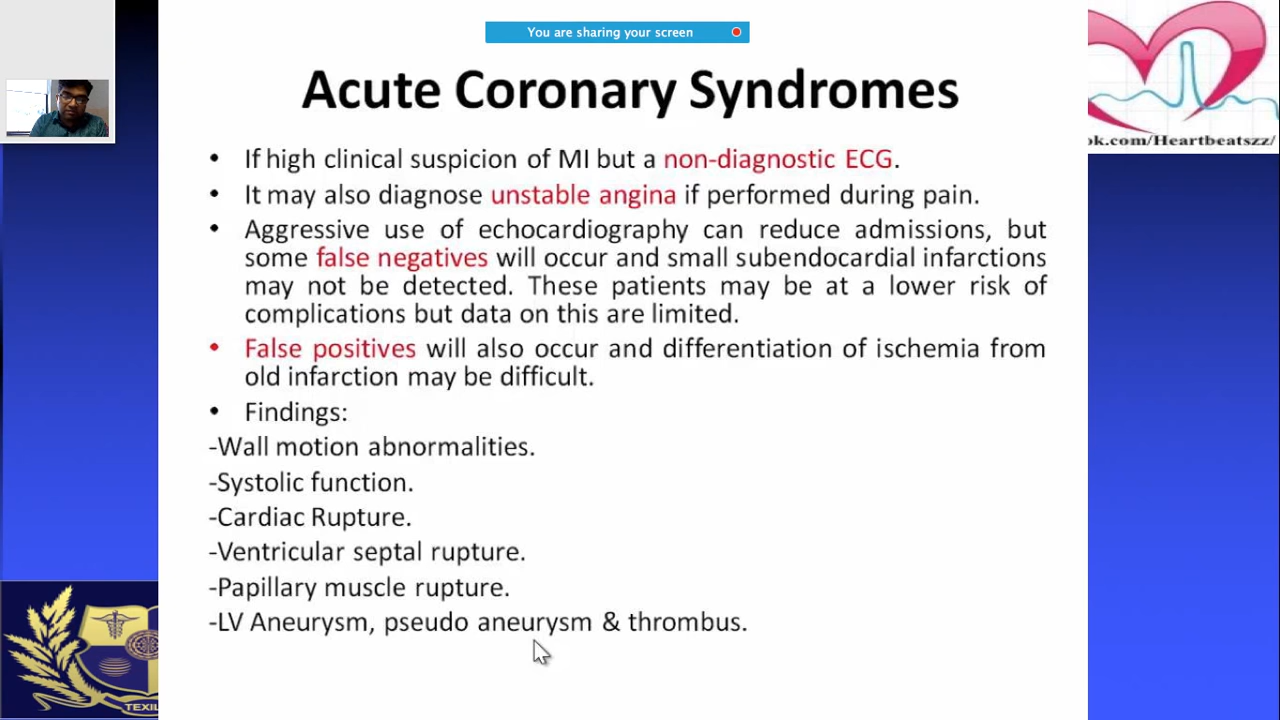 You are sharing your screen
Acute Coronary Syndromes
ok.com/Heartbeatszz/
• If high clinical suspicion of MI but a non-diagnostic ECG.
• It may also diagnose unstable angina if performed during pain.
• Aggressive use of echocardiography can reduce admissions, but
some false negatives will occur and small subendocardial infarctions
may not be detected. These patients may be at a lower risk of
complications but data on this are limited.
• False positives will also occur and differentiation of ischemia from
old infarction may be difficult.
• Findings:
-Wall motion abnormalities.
-Systolic function.
-Cardiac Rupture.
-Ventricular septal rupture.
-Papillary muscle rupture.
-LV Aneurysm, pseudo aneurysm & thrombus.
TEXIL